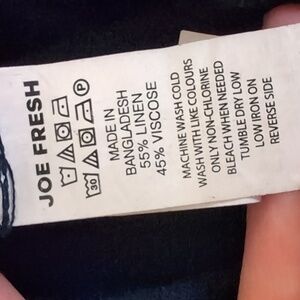 JOE FRESH
30
P
MADE IN
BANGLADESH
55% LINEN
45% VISCOSE
MACHINE WASH COLD
WASH WITH LIKE COLOURS
ONLY NON-CHLORINE
BLEACH WHEN NEEDED
TUMBLE DRY LOW
LOW IRON ON
REVERSE SIDE